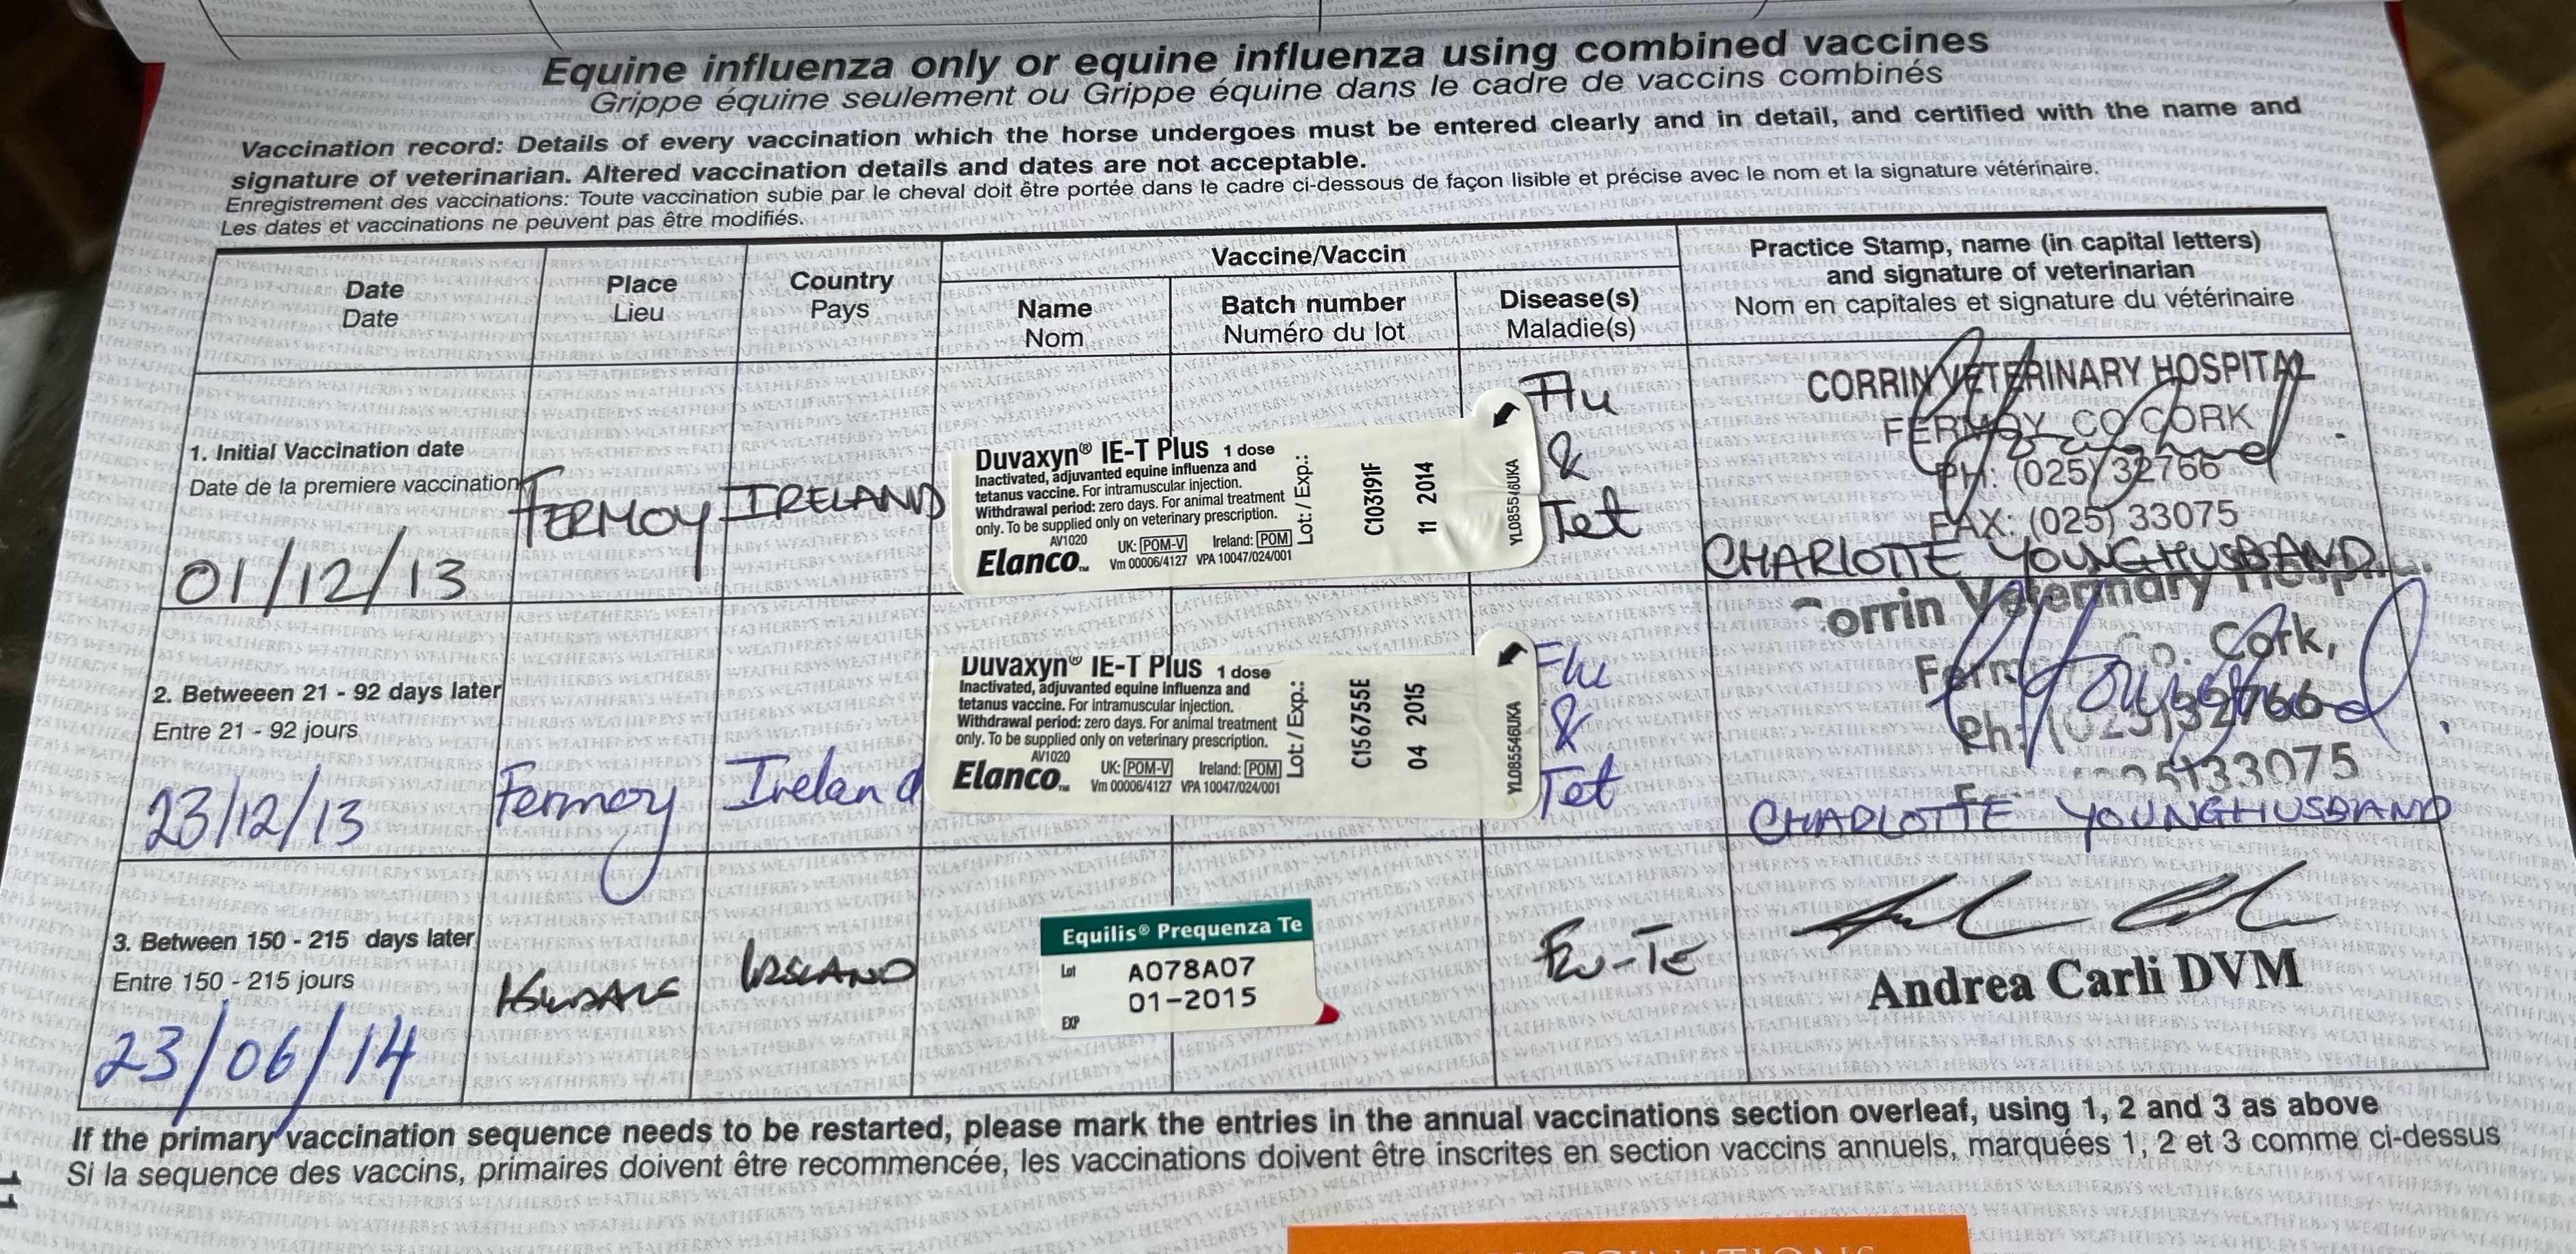 Equine influenza only or equine influenza using combined vaccines
Grippe équine seulement ou Grippe équine dans le cadre de vaccins combinés
Vaccination record: Details of every vaccination which the horse undergoes must be entered clearly and in detail, and certified with the name and
signature of veterinarian. Altered vaccination details and dates are not acceptable.
Enregistrement des vaccinations: Toute vaccination subie par le cheval doit être portée dans le cadre ci-dessous de façon lisible et précise avec le nom et la signature vétérinaire.
Les dates et vaccinations ne peuvent pas être modifiés.
Date
Date
Place
Lieu
Country
Pays
Vaccine/Vaccin
Name
Nom
Batch number
Numéro du lot
Disease(s)
Maladie(s)
Practice Stamp, name (in capital letters)
and signature of veterinarian
Nom en capitales et signature du vétérinaire
1. Initial Vaccination date
Date de la premiere vaccination
01/12/13
FERMOY
IRELAND
Duvaxyn® IE-T Plus 1 dose
Inactivated, adjuvanted equine influenza and
tetanus vaccine. For intramuscular injection.
Withdrawal period: zero days. For animal treatment
only. To be supplied only on veterinary prescription.
AV1020
Elanco™
UK: POM-V Ireland: POM
Vm 00006/4127 VPA 10047/024/001
Lot: / Exp.:
C10319F
11 2014
Flu
&
Tet
CORRIN VETERINARY HOSPITAL
FERMOY CO CORK
PH: (025) 32766
FAX: (025) 33075
CHARLOTTE YOUNGHUSBAND
2. Betweeen 21 - 92 days later
Entre 21 - 92 jours
23/12/13
Fermoy
Ireland
Duvaxyn® IE-T Plus 1 dose
Inactivated, adjuvanted equine influenza and
tetanus vaccine. For intramuscular injection.
Withdrawal period: zero days. For animal treatment
only. To be supplied only on veterinary prescription.
AV1020
Elanco™
UK: POM-V Ireland: POM
Vm 00006/4127 VPA 10047/024/001
Lot: / Exp.:
C156755E
04 2015
YL085546UKA
Flu
&
Tet
Corrin Veterinary
Co. Cork,
Ph: (025)32766
33075
CHARLOTTE YOUNGHUSBAND
3. Between 150 - 215 days later
Entre 150 - 215 jours
23/06/14
Equilis® Prequenza Te
Lot A078A07
01-2015
EXP
Flu-Te
Andrea Carli DVM
If the primary vaccination sequence needs to be restarted, please mark the entries in the annual vaccinations section overleaf, using 1, 2 and 3 as above
Si la sequence des vaccins, primaires doivent être recommencée, les vaccinations doivent être inscrites en section vaccins annuels, marquées 1, 2 et 3 comme ci-dessus
11